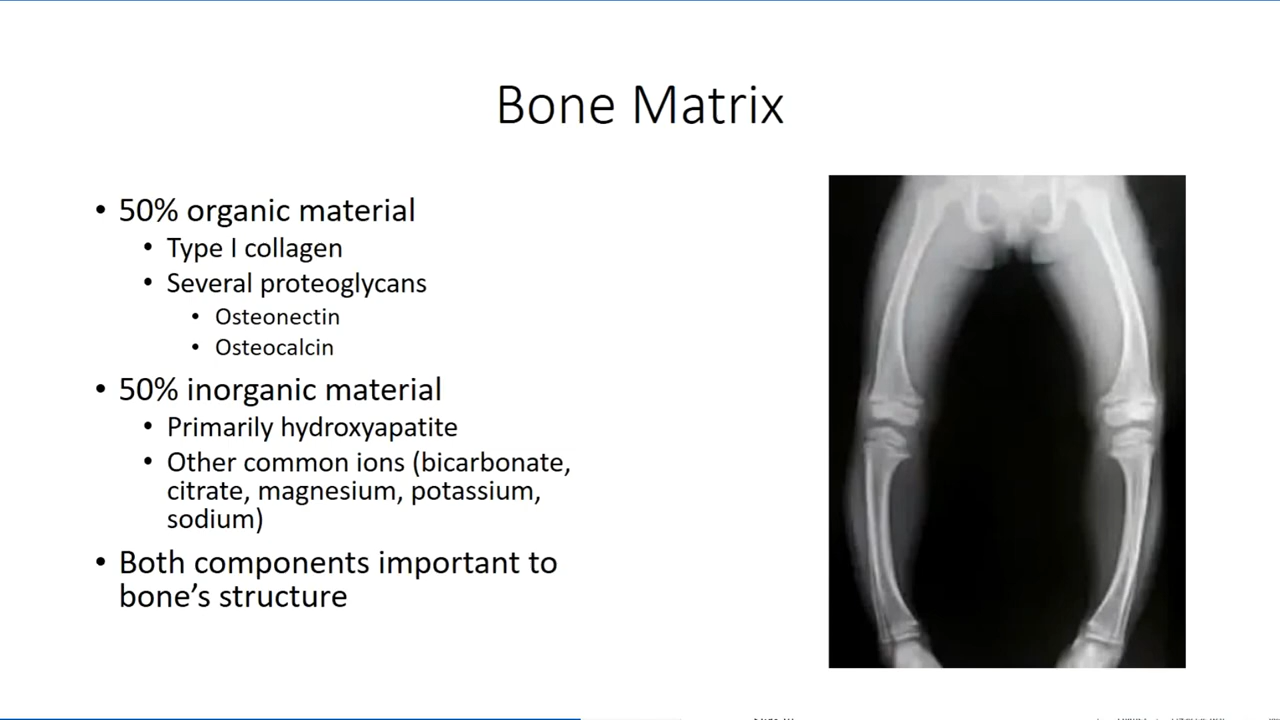 Bone Matrix
• 50% organic material
• Type I collagen
• Several proteoglycans
• Osteonectin
• Osteocalcin
• 50% inorganic material
• Primarily hydroxyapatite
• Other common ions (bicarbonate,
citrate, magnesium, potassium,
sodium)
• Both components important to
bone’s structure